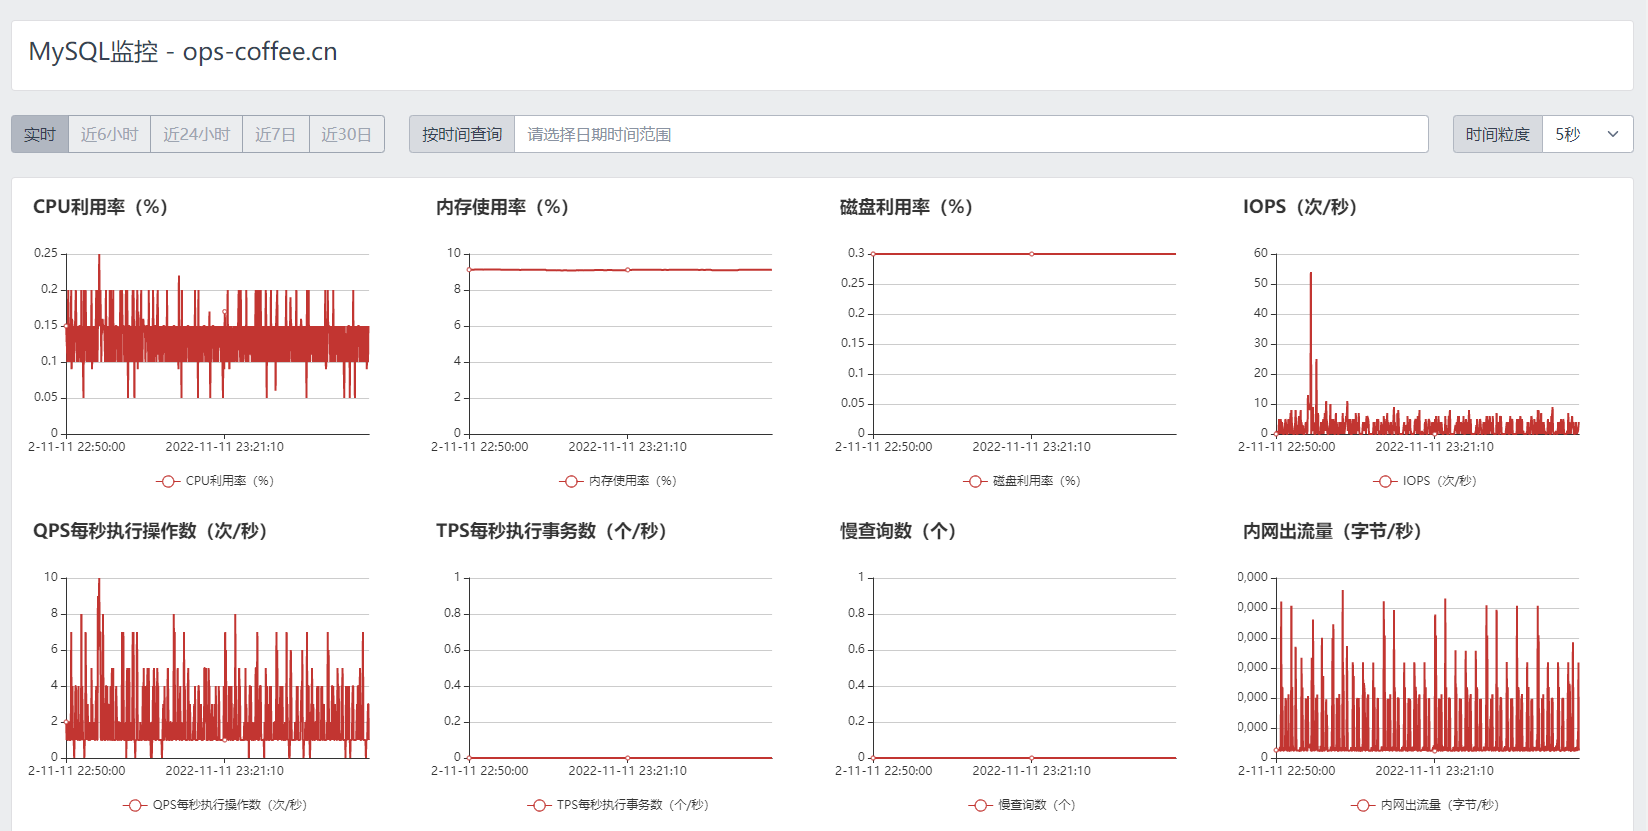 MySQL监控 - ops-coffee.cn
实时 近6小时 近24小时 近7日 近30日 按时间查询 请选择日期时间范围 时间粒度 5秒
CPU利用率（%）
0.25
0.2
0.15
0.1
0.05
0
2-11-11 22:50:00 2022-11-11 23:21:10
CPU利用率（%）
内存使用率（%）
10
8
6
4
2
0
2-11-11 22:50:00 2022-11-11 23:21:10
内存使用率（%）
磁盘利用率（%）
0.3
0.25
0.2
0.15
0.1
0.05
0
2-11-11 22:50:00 2022-11-11 23:21:10
磁盘利用率（%）
IOPS（次/秒）
60
50
40
30
20
10
0
2-11-11 22:50:00 2022-11-11 23:21:10
IOPS（次/秒）
QPS每秒执行操作数（次/秒）
10
8
6
4
2
0
2-11-11 22:50:00 2022-11-11 23:21:10
QPS每秒执行操作数（次/秒）
TPS每秒执行事务数（个/秒）
1
0.8
0.6
0.4
0.2
0
2-11-11 22:50:00 2022-11-11 23:21:10
TPS每秒执行事务数（个/秒）
慢查询数（个）
1
0.8
0.6
0.4
0.2
0
2-11-11 22:50:00 2022-11-11 23:21:10
慢查询数（个）
内网出流量（字节/秒）
0,000
0,000
0,000
0,000
0,000
0,000
0
2-11-11 22:50:00 2022-11-11 23:21:10
内网出流量（字节/秒）